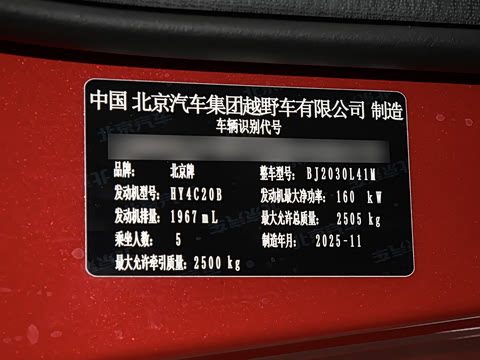 中国 北京汽车集团越野车有限公司 制造
车辆识别代号
品牌: 北京牌 整车型号: BJ2030L41M
发动机型号: HY4C20B 发动机最大净功率: 160 kW
发动机排量: 1967 mL 最大允许总质量: 2505 kg
乘坐人数: 5 制造年月: 2025-11
最大允许牵引质量: 2500 kg